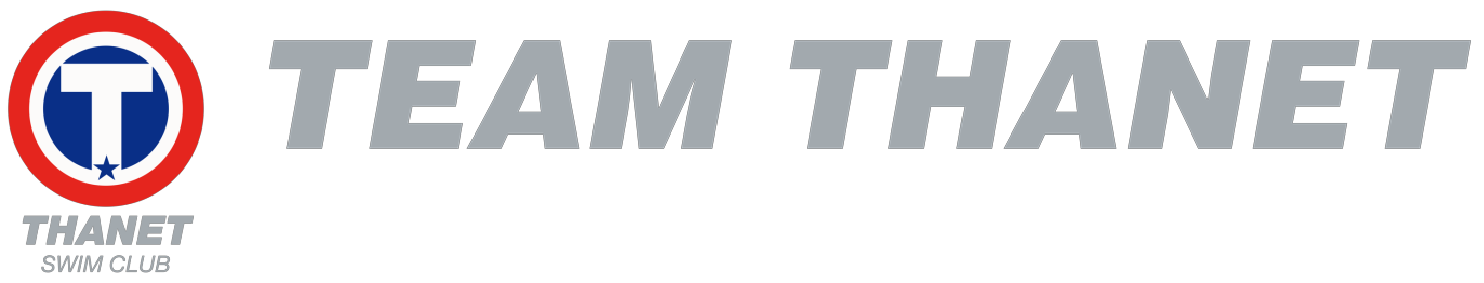 T
THANET
SWIM CLUB
TEAM THANET